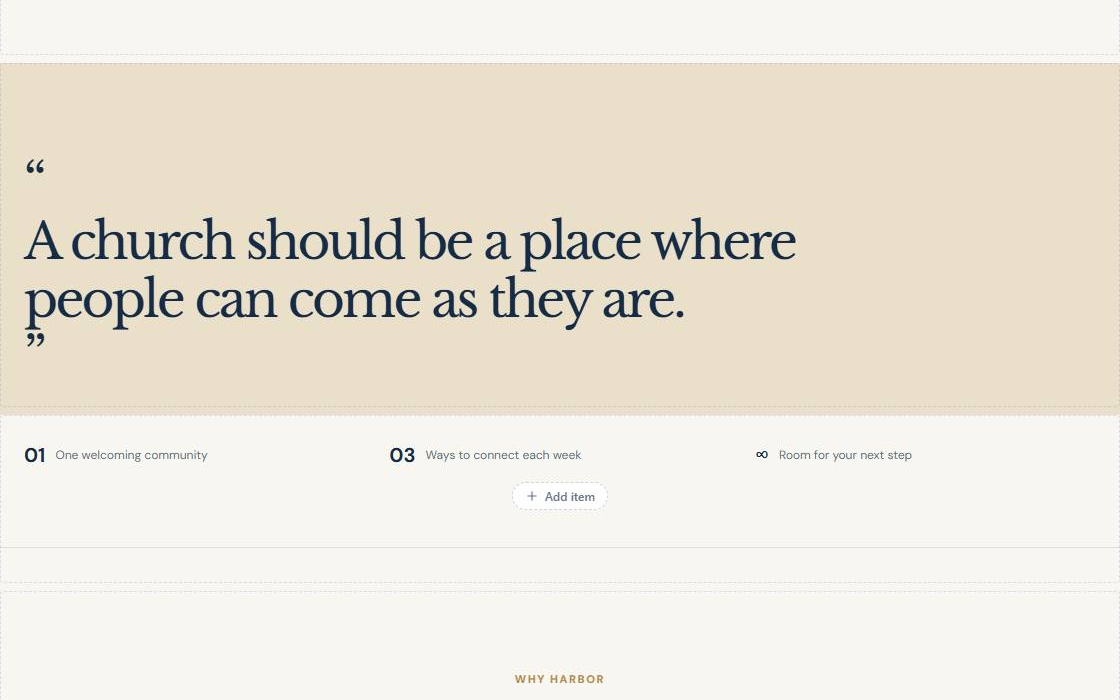 “
A church should be a place where
people can come as they are.
”
01 One welcoming community
03 Ways to connect each week
∞ Room for your next step
+ Add item
WHY HARBOR